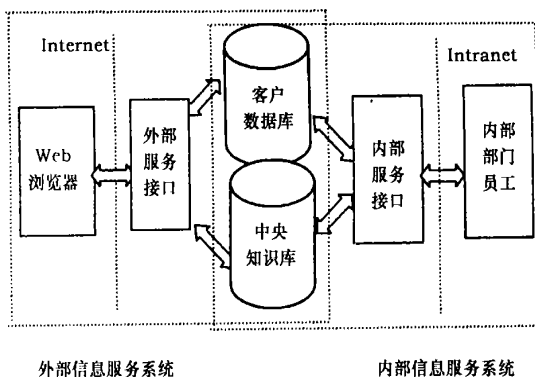 Internet
Intranet
客户
数据库
Web
浏览器
外部
服务
接口
内部
服务
接口
内部
部门
员工
中央
知识库
外部信息服务系统
内部信息服务系统